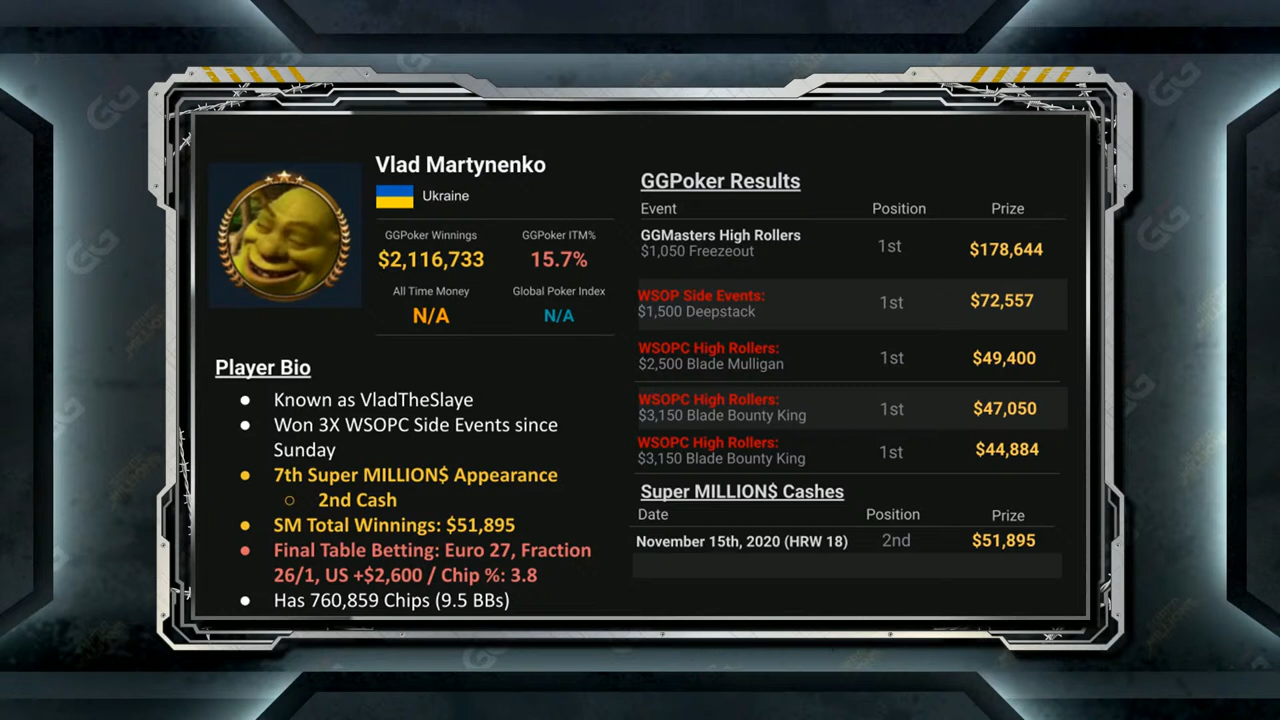 Vlad Martynenko
Ukraine
GGPoker Winnings
GGPoker ITM%
$2,116,733
15.7%
All Time Money
Global Poker Index
N/A
N/A
Player Bio
● Known as VladTheSlaye
● Won 3X WSOPC Side Events since
Sunday
● 7th Super MILLION$ Appearance
○ 2nd Cash
● SM Total Winnings: $51,895
● Final Table Betting: Euro 27, Fraction
26/1, US +$2,600 / Chip %: 3.8
● Has 760,859 Chips (9.5 BBs)
GGPoker Results
Event Position Prize
GGMasters High Rollers
$1,050 Freezeout
1st
$178,644
WSOP Side Events:
$1,500 Deepstack
1st
$72,557
WSOPC High Rollers:
$2,500 Blade Mulligan
1st
$49,400
WSOPC High Rollers:
$3,150 Blade Bounty King
1st
$47,050
WSOPC High Rollers:
$3,150 Blade Bounty King
1st
$44,884
Super MILLION$ Cashes
Date Position Prize
November 15th, 2020 (HRW 18) 2nd $51,895